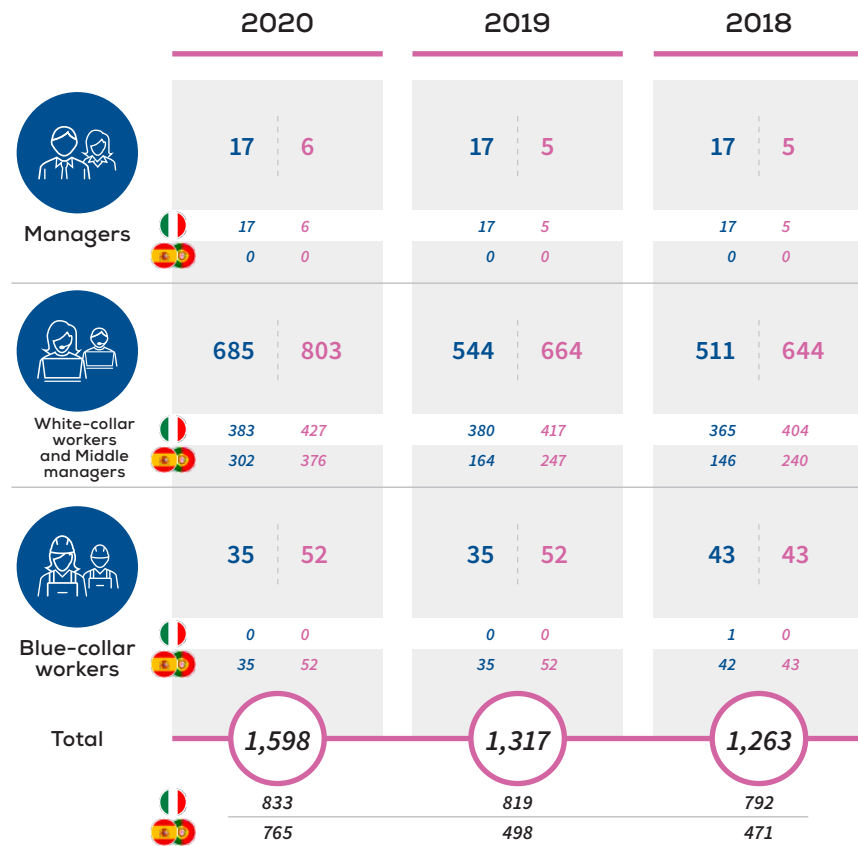 2020 2019 2018
17 6 17 5 17 5
Managers
17 6 17 5 17 5
0 0 0 0 0 0
685 803 544 664 511 644
White-collar
workers
and Middle
managers
383 427 380 417 365 404
302 376 164 247 146 240
35 52 35 52 43 43
Blue-collar
workers
0 0 0 0 1 0
35 52 35 52 42 43
Total 1,598 1,317 1,263
833 819 792
765 498 471